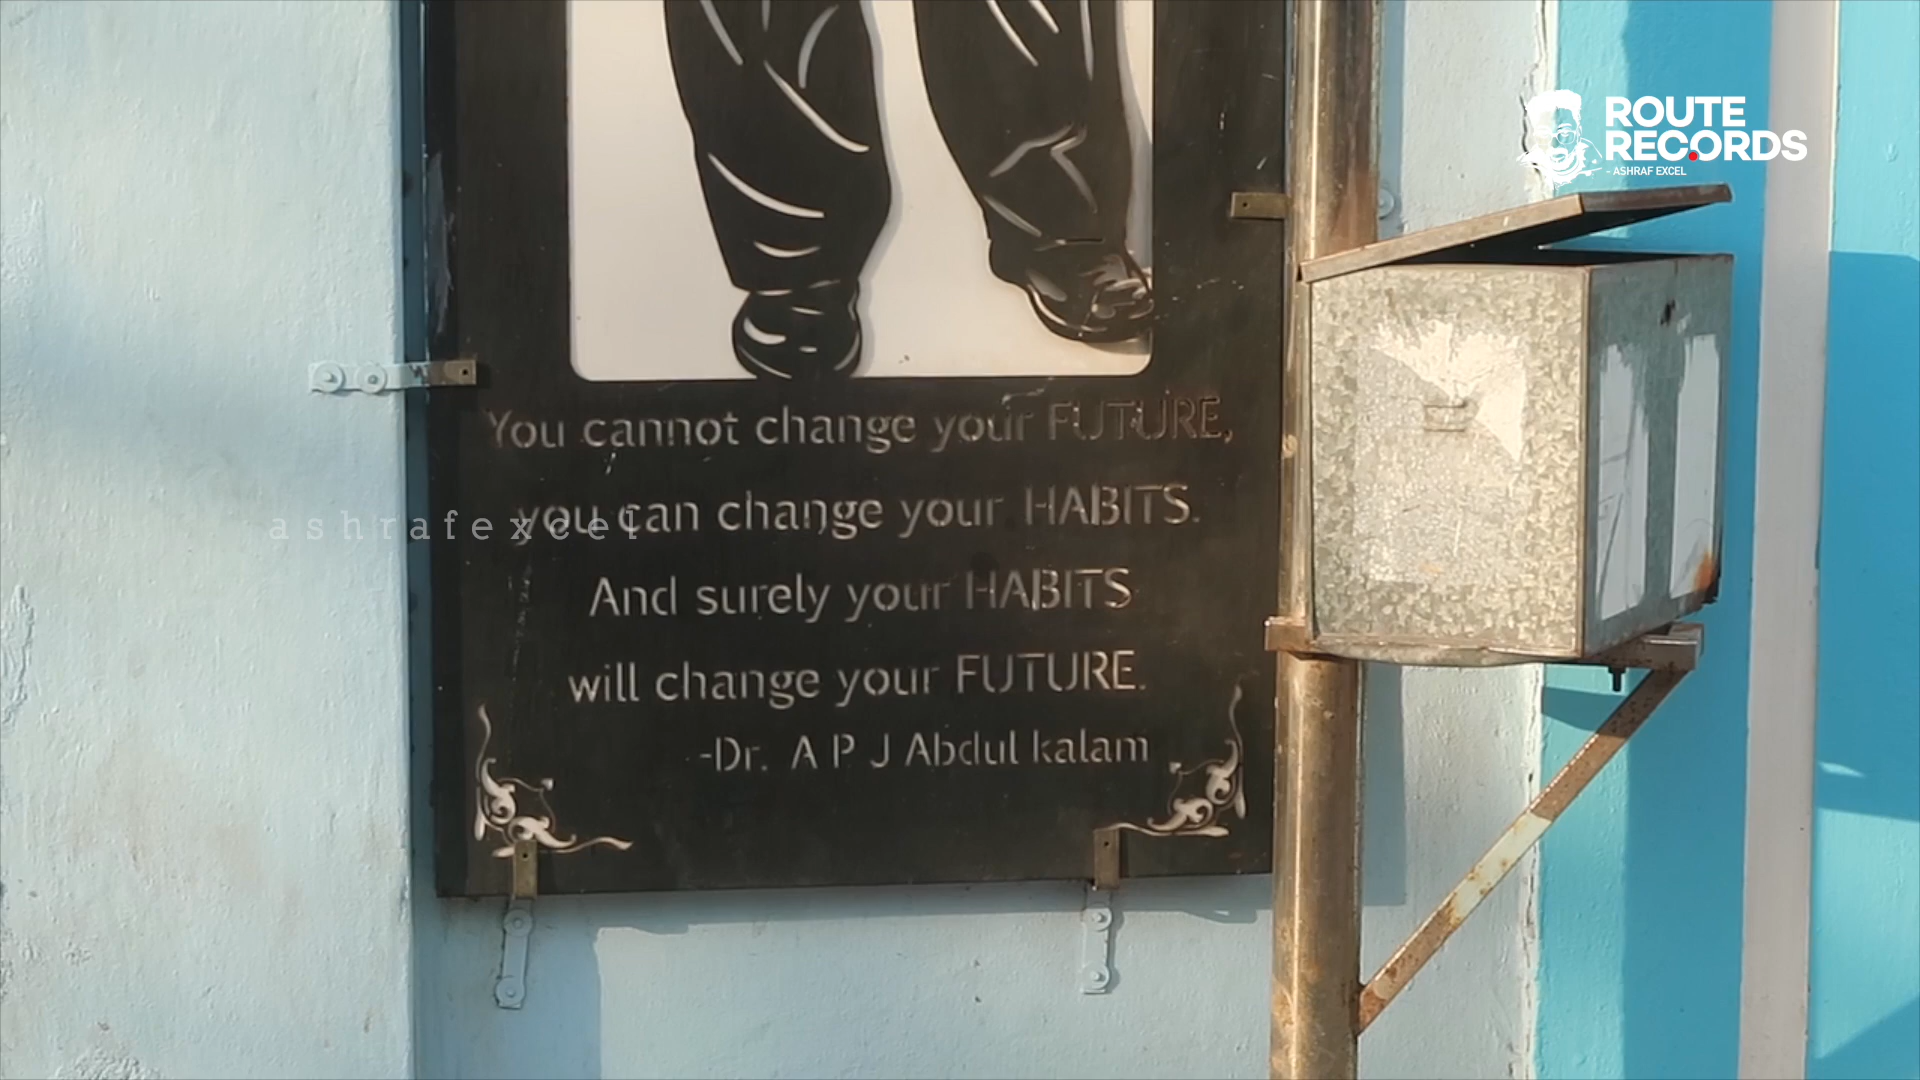 ROUTE
RECORDS
- ASHRAF EXCEL
You cannot change your FUTURE,
you can change your HABITS.
ashrafexcel
And surely your HABITS
will change your FUTURE.
-Dr. A P J Abdul kalam